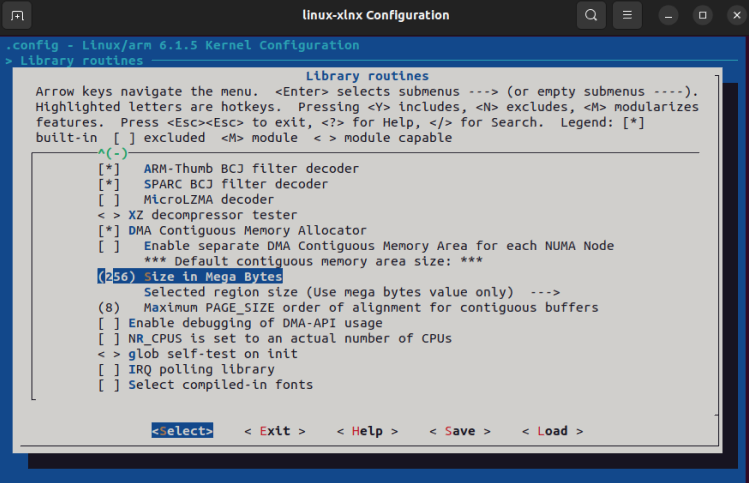 linux-xlnx Configuration
.config - Linux/arm 6.1.5 Kernel Configuration
> Library routines
Library routines
Arrow keys navigate the menu.  <Enter> selects submenus ---> (or empty submenus ----).
Highlighted letters are hotkeys.  Pressing <Y> includes, <N> excludes, <M> modularizes
features.  Press <Esc><Esc> to exit, <?> for Help, </> for Search.  Legend: [*]
built-in  [ ] excluded  <M> module  < > module capable
^(-)
[*]   ARM-Thumb BCJ filter decoder
[*]   SPARC BCJ filter decoder
[ ]   MicroLZMA decoder
< > XZ decompressor tester
[*] DMA Contiguous Memory Allocator
[ ]   Enable separate DMA Contiguous Memory Area for each NUMA Node
*** Default contiguous memory area size: ***
(256) Size in Mega Bytes
Selected region size (Use mega bytes value only)  --->
(8)   Maximum PAGE_SIZE order of alignment for contiguous buffers
[ ] Enable debugging of DMA-API usage
[ ] NR_CPUS is set to an actual number of CPUs
< > glob self-test on init
[ ] IRQ polling library
[ ] Select compiled-in fonts
<Select>    < Exit >    < Help >    < Save >    < Load >